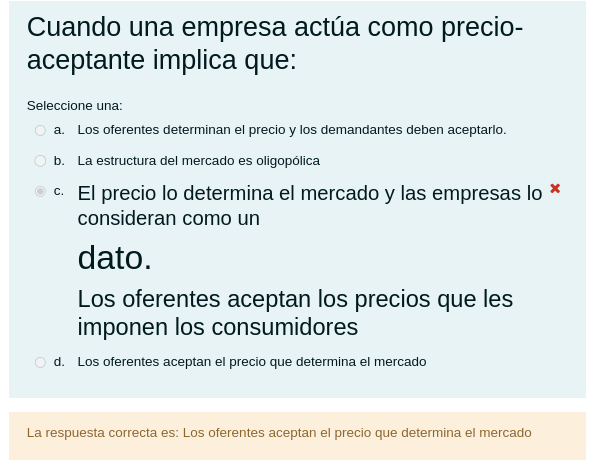 Cuando una empresa actúa como precio-
aceptante implica que:
Seleccione una:
a. Los oferentes determinan el precio y los demandantes deben aceptarlo.
b. La estructura del mercado es oligopólica
c. El precio lo determina el mercado y las empresas lo
consideran como un
dato.
Los oferentes aceptan los precios que les
imponen los consumidores
d. Los oferentes aceptan el precio que determina el mercado
La respuesta correcta es: Los oferentes aceptan el precio que determina el mercado